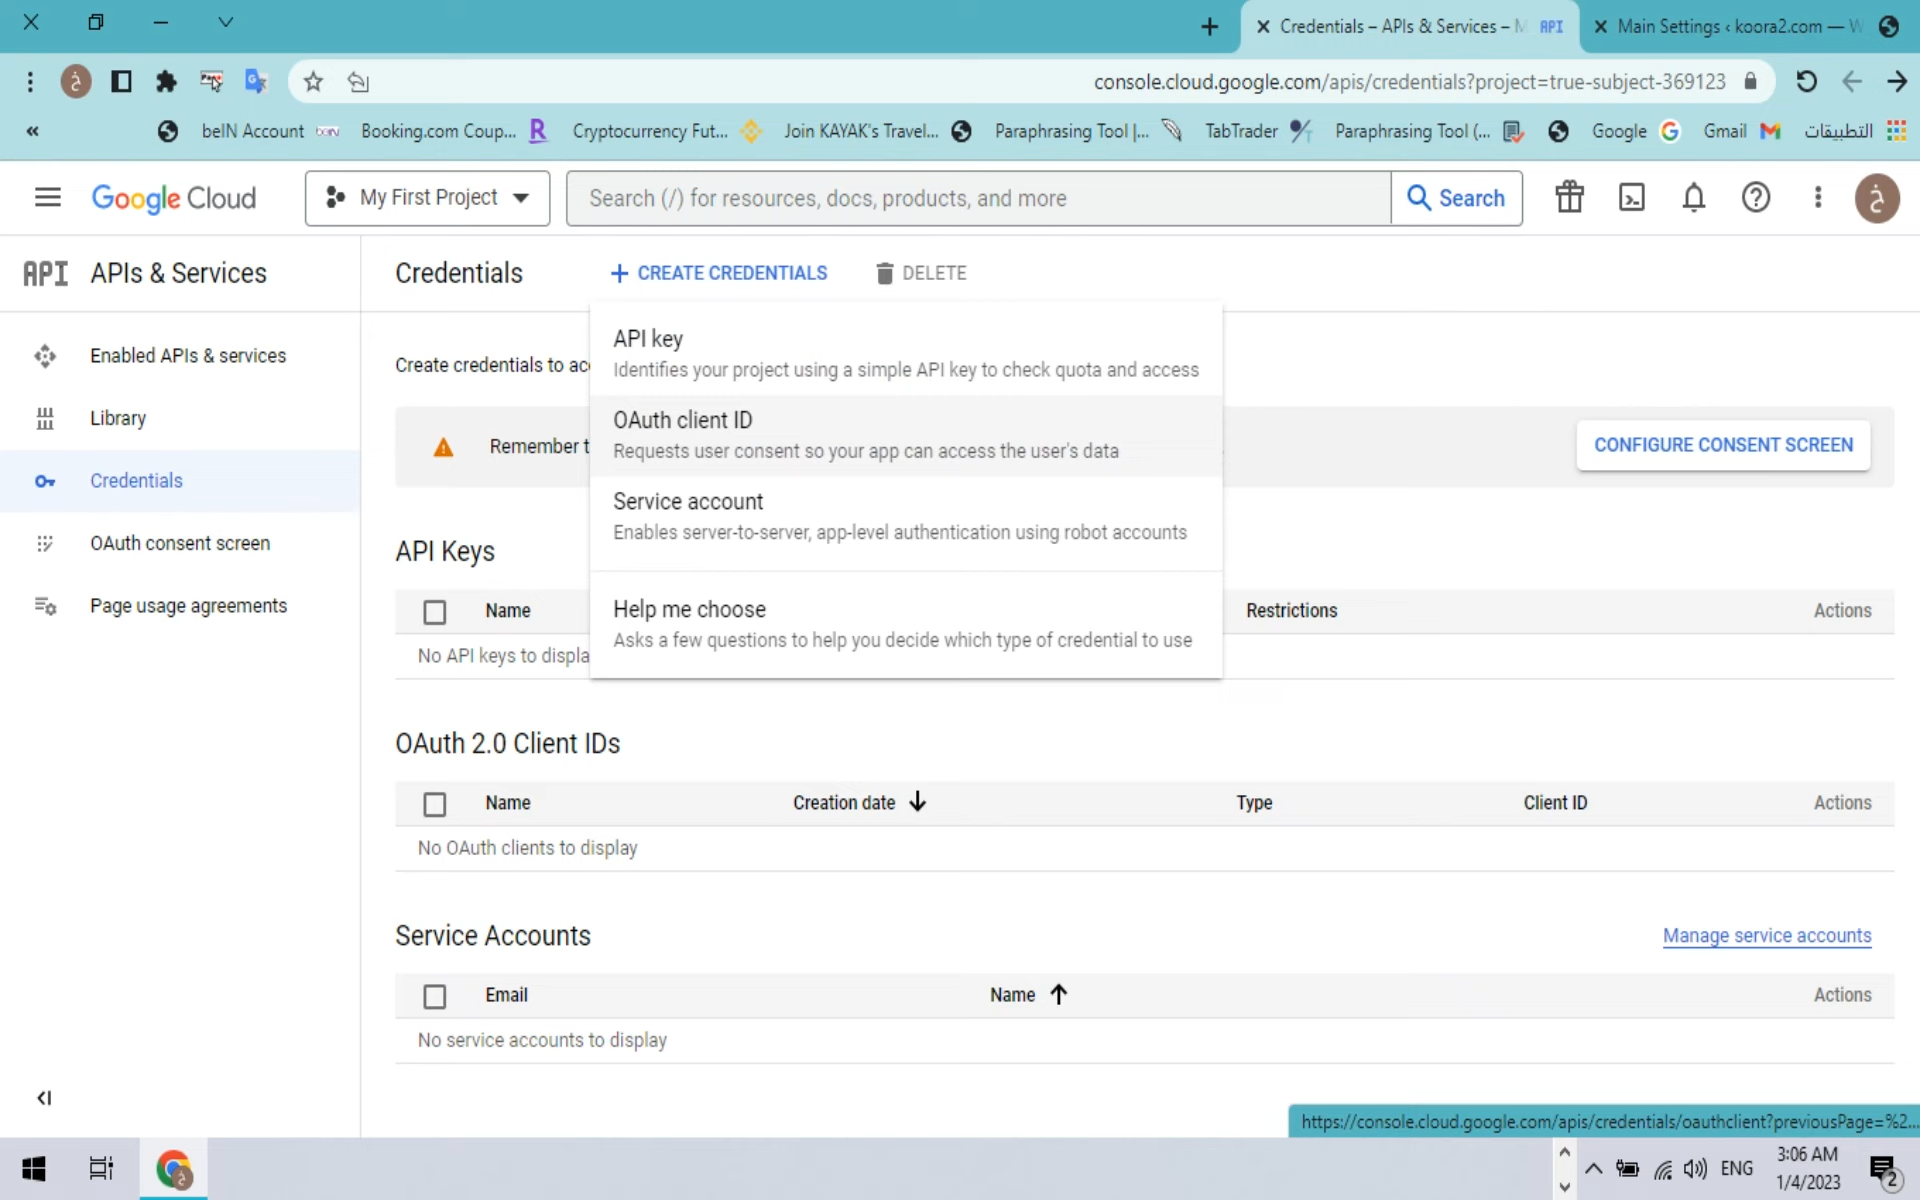 Credentials – APIs & Services – M
API
Main Settings ‹ koora2.com — W
console.cloud.google.com/apis/credentials?project=true-subject-369123
«
beIN Account
Booking.com Coup...
Cryptocurrency Fut...
Join KAYAK's Travel...
Paraphrasing Tool |...
TabTrader
Paraphrasing Tool (...
Google
Gmail
التطبيقات
Google Cloud
My First Project
Search (/) for resources, docs, products, and more
Search
API APIs & Services
Credentials
+ CREATE CREDENTIALS
DELETE
Enabled APIs & services
Library
Credentials
OAuth consent screen
Page usage agreements
Create credentials to
API key
Identifies your project using a simple API key to check quota and access
OAuth client ID
Requests user consent so your app can access the user's data
Service account
Enables server-to-server, app-level authentication using robot accounts
Help me choose
Asks a few questions to help you decide which type of credential to use
Remember t
CONFIGURE CONSENT SCREEN
API Keys
Name
Restrictions
Actions
No API keys to displa
OAuth 2.0 Client IDs
Name
Creation date
Type
Client ID
Actions
No OAuth clients to display
Service Accounts
Manage service accounts
Email
Name
Actions
No service accounts to display
https://console.cloud.google.com/apis/credentials/oauthclient?previousPage=%2...
ENG
3:06 AM
1/4/2023
2